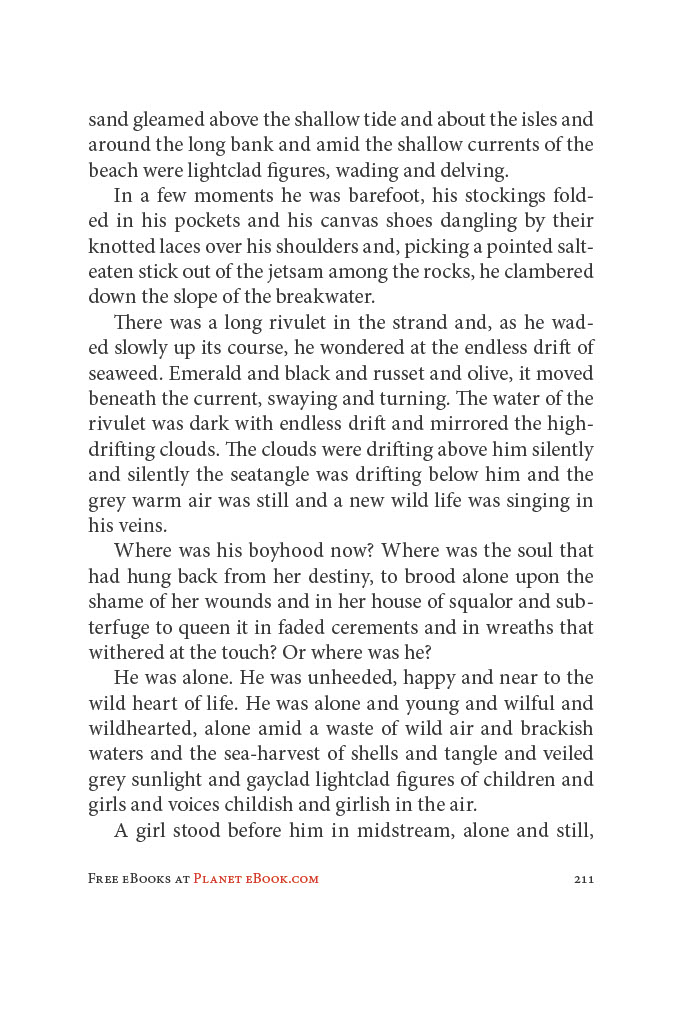 sand gleamed above the shallow tide and about the isles and
around the long bank and amid the shallow currents of the
beach were lightclad figures, wading and delving.
In a few moments he was barefoot, his stockings fold-
ed in his pockets and his canvas shoes dangling by their
knotted laces over his shoulders and, picking a pointed salt-
eaten stick out of the jetsam among the rocks, he clambered
down the slope of the breakwater.
There was a long rivulet in the strand and, as he wad-
ed slowly up its course, he wondered at the endless drift of
seaweed. Emerald and black and russet and olive, it moved
beneath the current, swaying and turning. The water of the
rivulet was dark with endless drift and mirrored the high-
drifting clouds. The clouds were drifting above him silently
and silently the seatangle was drifting below him and the
grey warm air was still and a new wild life was singing in
his veins.
Where was his boyhood now? Where was the soul that
had hung back from her destiny, to brood alone upon the
shame of her wounds and in her house of squalor and sub-
terfuge to queen it in faded cerements and in wreaths that
withered at the touch? Or where was he?
He was alone. He was unheeded, happy and near to the
wild heart of life. He was alone and young and wilful and
wildhearted, alone amid a waste of wild air and brackish
waters and the sea-harvest of shells and tangle and veiled
grey sunlight and gayclad lightclad figures of children and
girls and voices childish and girlish in the air.
A girl stood before him in midstream, alone and still,
Free eBooks at Planet eBook.com 211